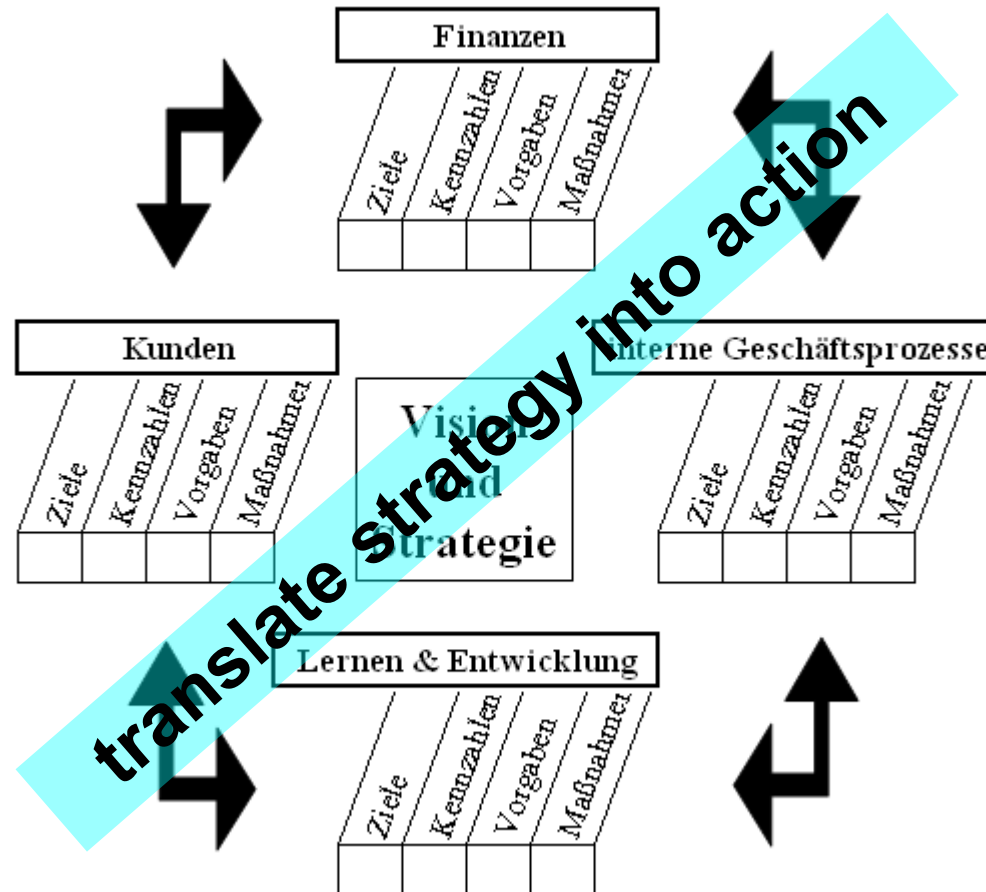 Finanzen
Ziele
Kennzahlen
Vorgaben
Maßnahmen
Kunden
Ziele
Kennzahlen
Vorgaben
Maßnahmen
Vision
und
Strategie
interne Geschäftsprozesse
Ziele
Kennzahlen
Vorgaben
Maßnahmen
Lernen & Entwicklung
Ziele
Kennzahlen
Vorgaben
Maßnahmen
translate strategy into action